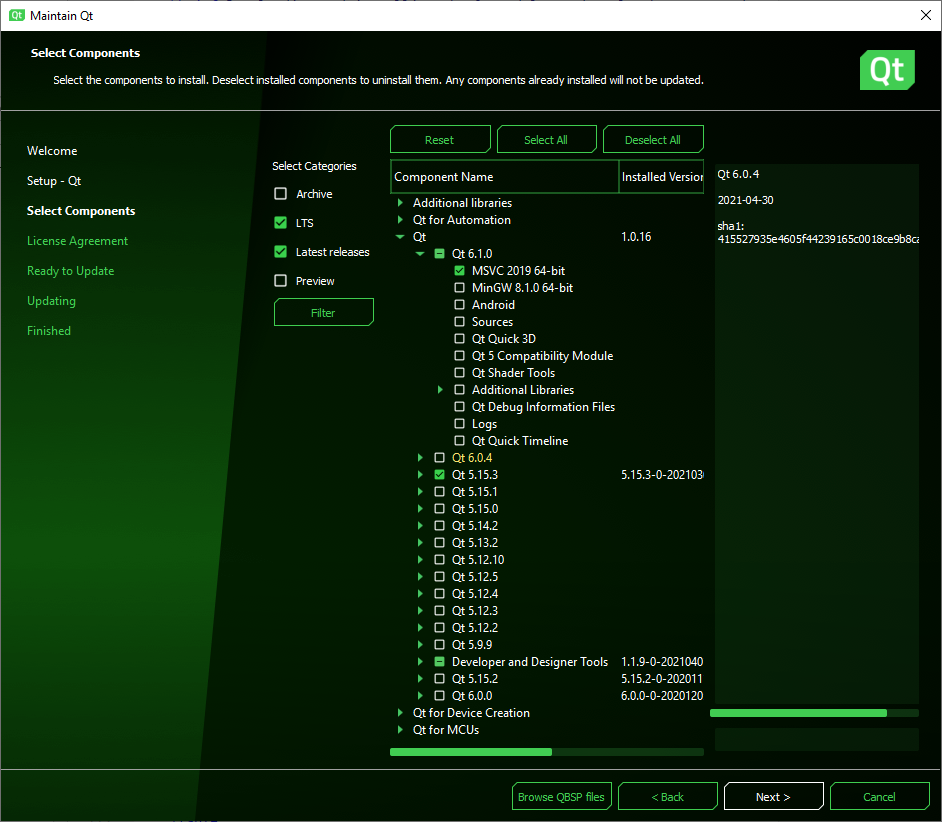 Qt Maintain Qt
Select Components
Select the components to install. Deselect installed components to uninstall them. Any components already installed will not be updated.
Qt
Welcome
Setup - Qt
Select Components
License Agreement
Ready to Update
Updating
Finished
Select Categories
Archive
LTS
Latest releases
Preview
Filter
Reset Select All Deselect All
Component Name Installed Version
Additional libraries
Qt for Automation
Qt 1.0.16
Qt 6.1.0
MSVC 2019 64-bit
MinGW 8.1.0 64-bit
Android
Sources
Qt Quick 3D
Qt 5 Compatibility Module
Qt Shader Tools
Additional Libraries
Qt Debug Information Files
Logs
Qt Quick Timeline
Qt 6.0.4
Qt 5.15.3 5.15.3-0-202103
Qt 5.15.1
Qt 5.15.0
Qt 5.14.2
Qt 5.13.2
Qt 5.12.10
Qt 5.12.5
Qt 5.12.4
Qt 5.12.3
Qt 5.12.2
Qt 5.9.9
Developer and Designer Tools 1.1.9-0-2021040
Qt 5.15.2 5.15.2-0-202011
Qt 6.0.0 6.0.0-0-2020120
Qt for Device Creation
Qt for MCUs
Qt 6.0.4
2021-04-30
sha1:
415527935e4605f44239165c0018ce9b8ca
Browse QBSP files < Back Next > Cancel